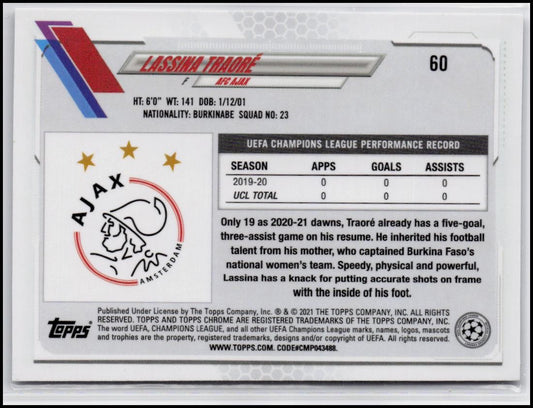 60
LASSINA TRAORÉ
F AFC AJAX
HT: 6'0" WT: 141 DOB: 1/12/01
NATIONALITY: BURKINABE SQUAD NO: 23
UEFA CHAMPIONS LEAGUE PERFORMANCE RECORD
SEASON APPS GOALS ASSISTS
2019-20 0 0 0
UCL TOTAL 0 0 0
AJAX
AMSTERDAM
Only 19 as 2020-21 dawns, Traoré already has a five-goal,
three-assist game on his resume. He inherited his football
talent from his mother, who captained Burkina Faso's
national women's team. Speedy, physical and powerful,
Lassina has a knack for putting accurate shots on frame
with the inside of his foot.
Topps
Published Under License by The Topps Company, Inc. ® & © 2021 THE TOPPS COMPANY, INC. ALL RIGHTS
RESERVED. TOPPS AND TOPPS CHROME ARE REGISTERED TRADEMARKS OF THE TOPPS COMPANY, INC.
The word UEFA, CHAMPIONS LEAGUE, and all other UEFA Champions League marks, names, logos, mascots
and trophies are the property, registered trademarks, designs and/or copyright of UEFA. All rights reserved.
WWW.TOPPS.COM. CODE#CMP043488.